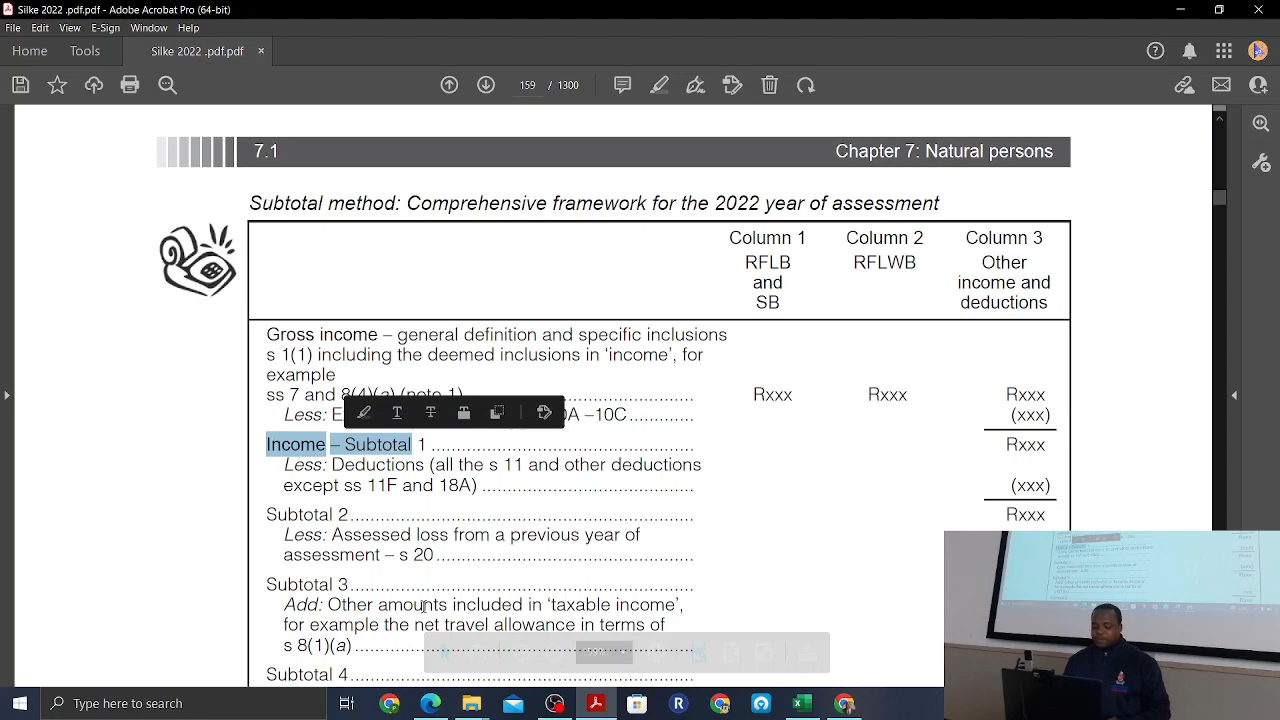 Silke 2022 .pdf.pdf - Adobe Acrobat Pro (64-bit)
File Edit View E-Sign Window Help
Home Tools Silke 2022 .pdf.pdf ×
159 / 1300
7.1 Chapter 7: Natural persons
Subtotal method: Comprehensive framework for the 2022 year of assessment
Column 1 Column 2 Column 3
RFLB RFLWB Other
and income and
SB deductions
Gross income – general definition and specific inclusions
s 1(1) including the deemed inclusions in ‘income’, for
example
ss 7 and 8(4)(a) (note 1) Rxxx Rxxx Rxxx
Less: –10C (xxx)
Income – Subtotal 1 Rxxx
Less: Deductions (all the s 11 and other deductions
except ss 11F and 18A) (xxx)
Subtotal 2 Rxxx
Less: Assessed loss from a previous year of
assessment – s 20
Subtotal 3
Add: Other amounts included in ‘taxable income’,
for example the net travel allowance in terms of
s 8(1)(a)
Subtotal 4
Type here to search